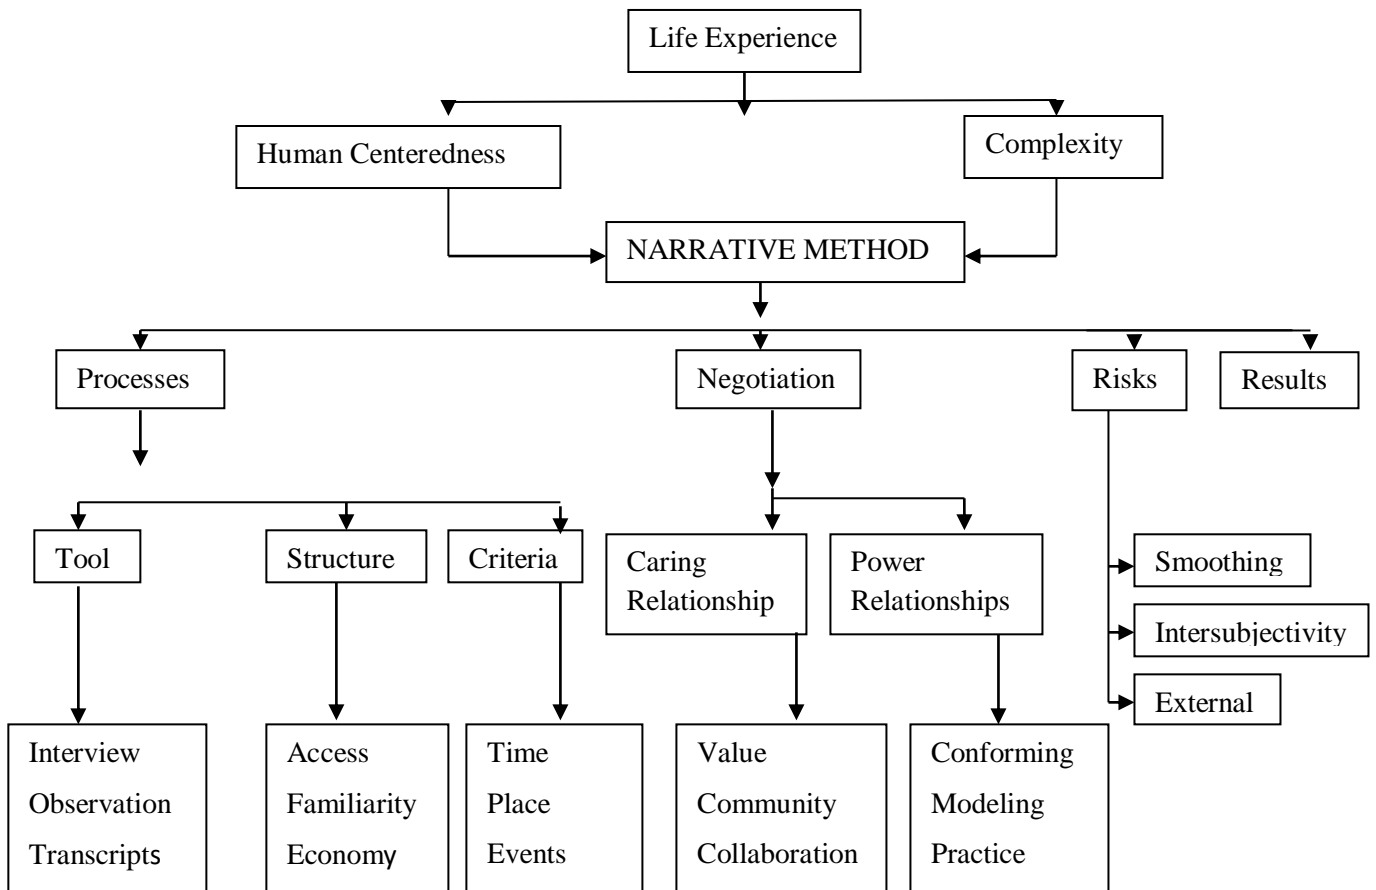 Life Experience
Human Centeredness
Complexity
NARRATIVE METHOD
Processes
Negotiation
Risks
Results
Tool
Structure
Criteria
Caring
Relationship
Power
Relationships
Smoothing
Intersubjectivity
External
Interview
Observation
Transcripts
Access
Familiarity
Economy
Time
Place
Events
Value
Community
Collaboration
Conforming
Modeling
Practice